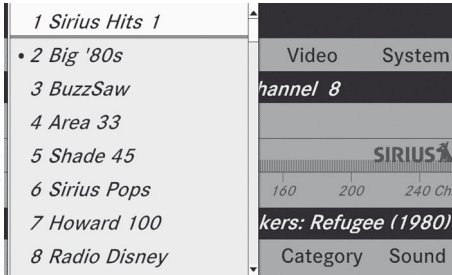 1 Sirius Hits 1
• 2 Big '80s
3 BuzzSaw
4 Area 33
5 Shade 45
6 Sirius Pops
7 Howard 100
8 Radio Disney
Video System
hannel 8
SIRIUS
160 200 240 Ch
kers: Refugee (1980)
Category Sound